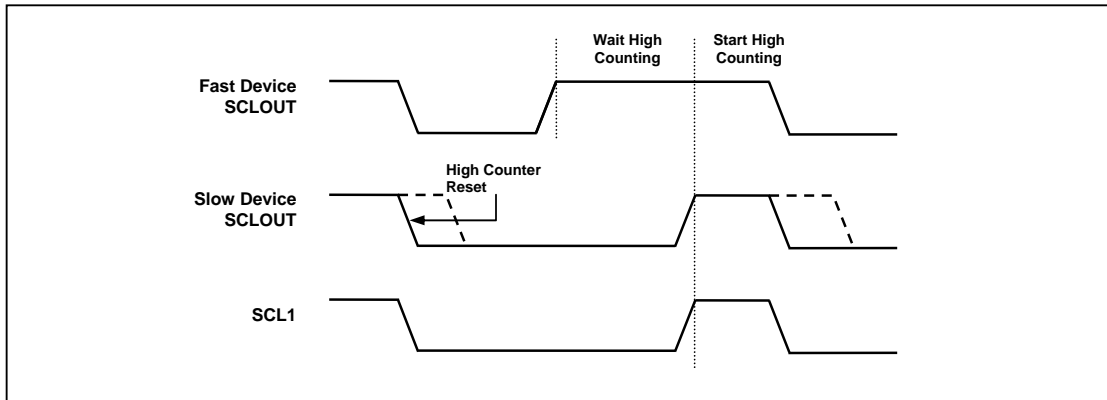 Wait High
Counting
Start High
Counting
Fast Device
SCLOUT
High Counter
Reset
Slow Device
SCLOUT
SCL1